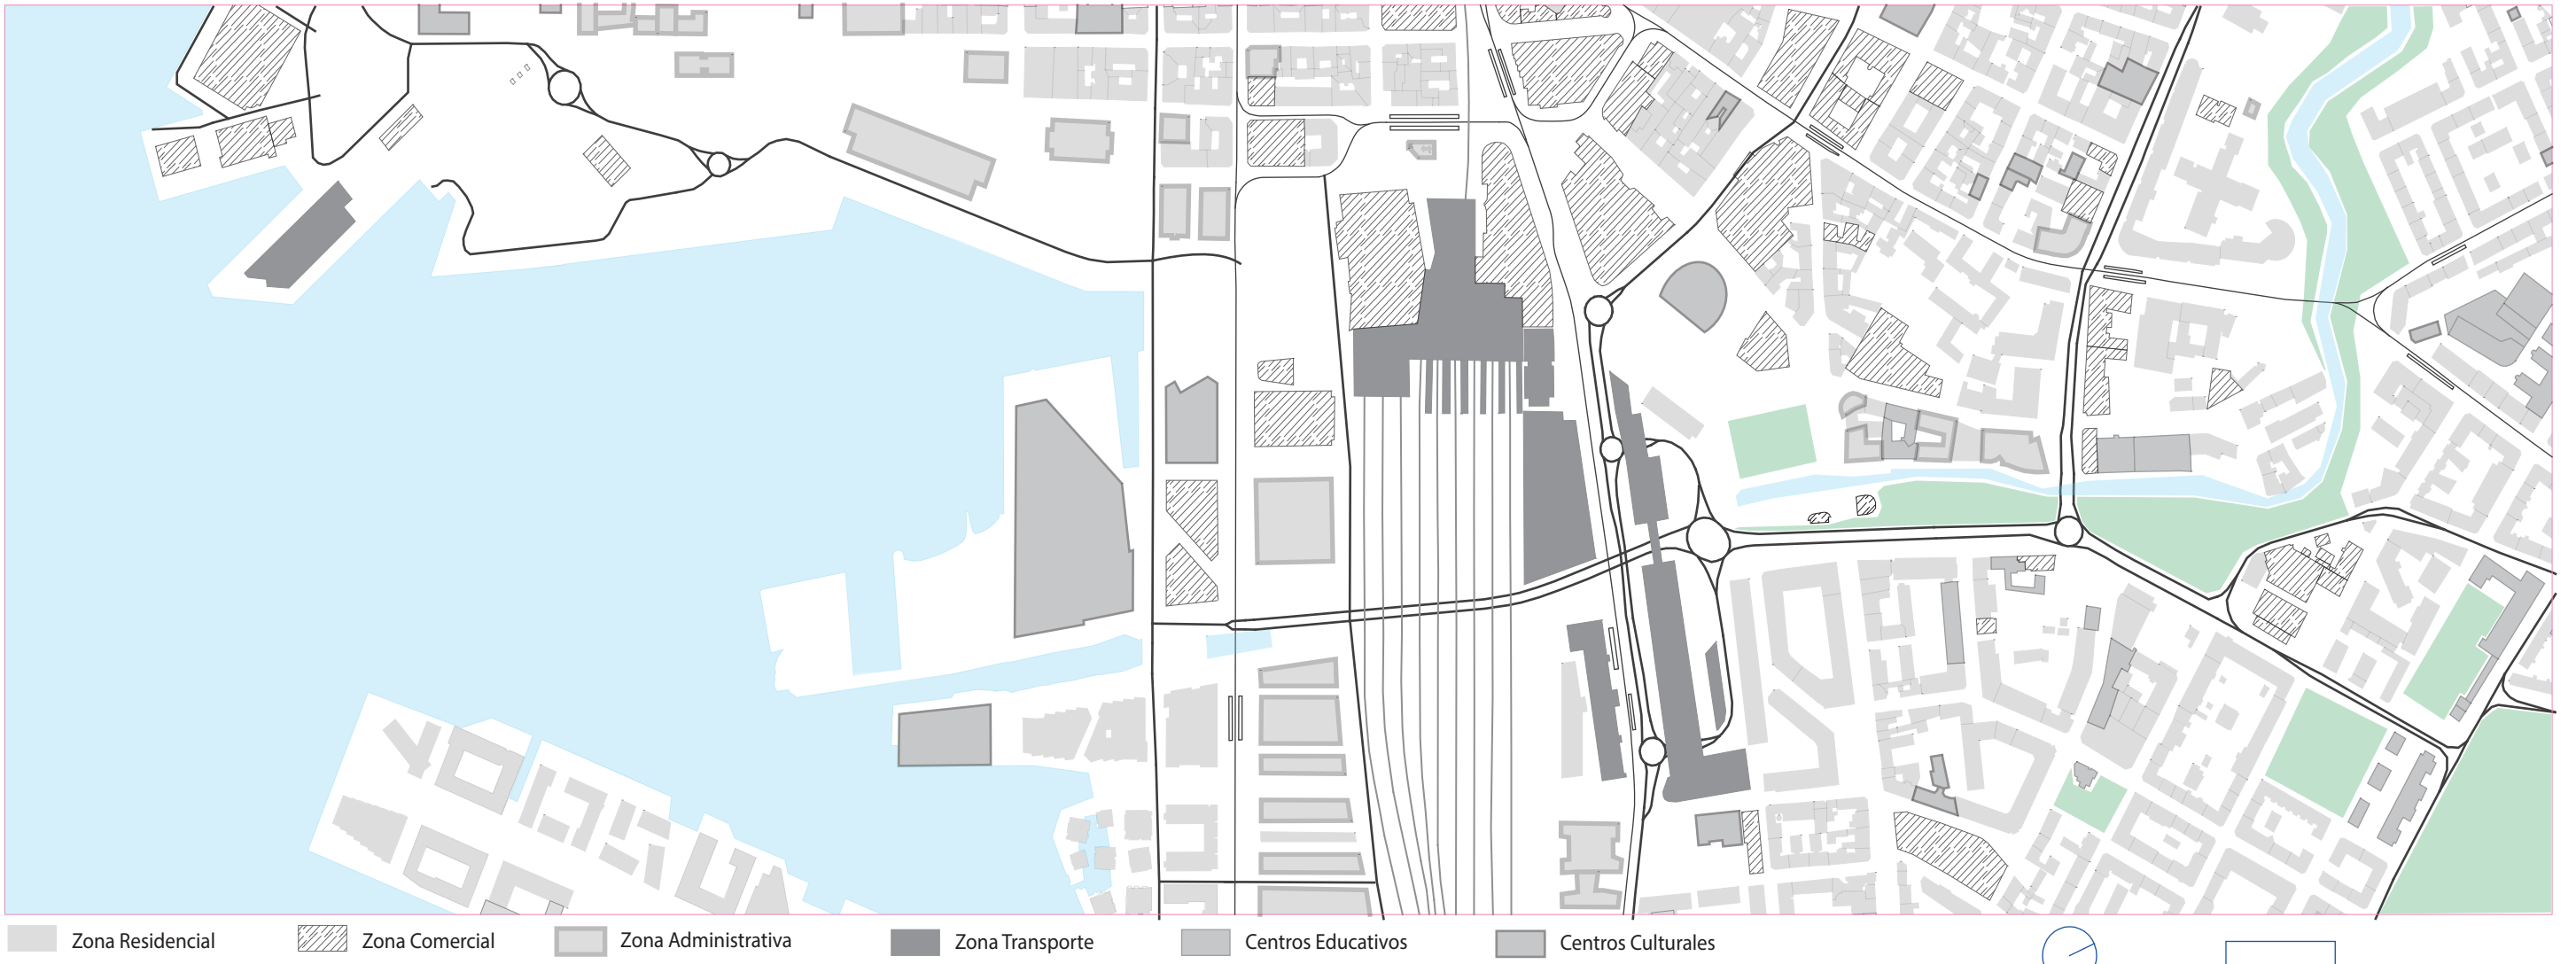 Zona Residencial
Zona Comercial
Zona Administrativa
Zona Transporte
Centros Educativos
Centros Culturales